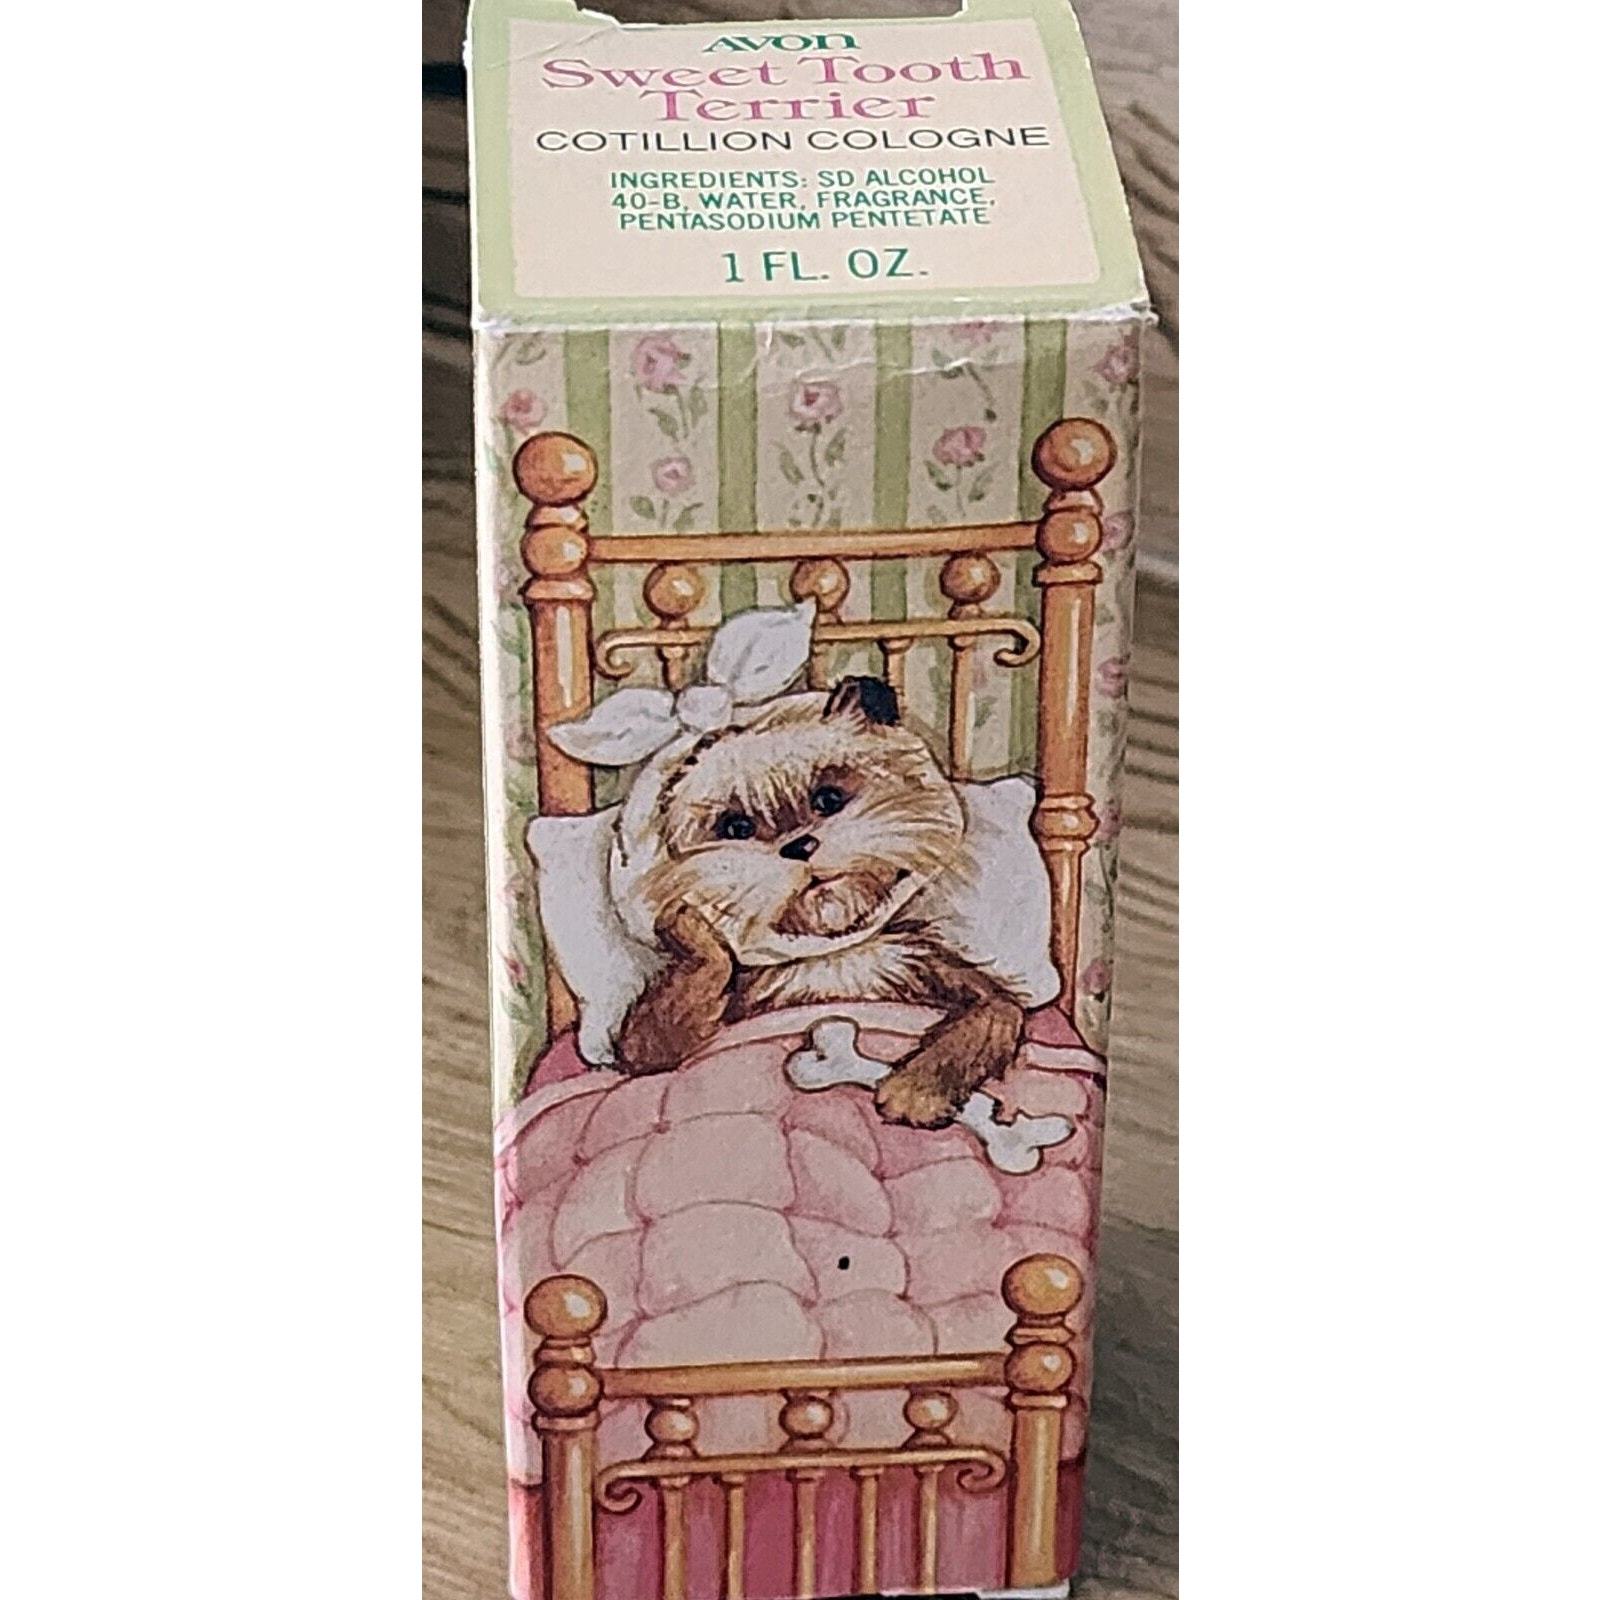 AVON
Sweet Tooth
Terrier
COTILLION COLOGNE
INGREDIENTS: SD ALCOHOL
40-B, WATER, FRAGRANCE,
PENTASODIUM PENTETATE
1 FL. OZ.